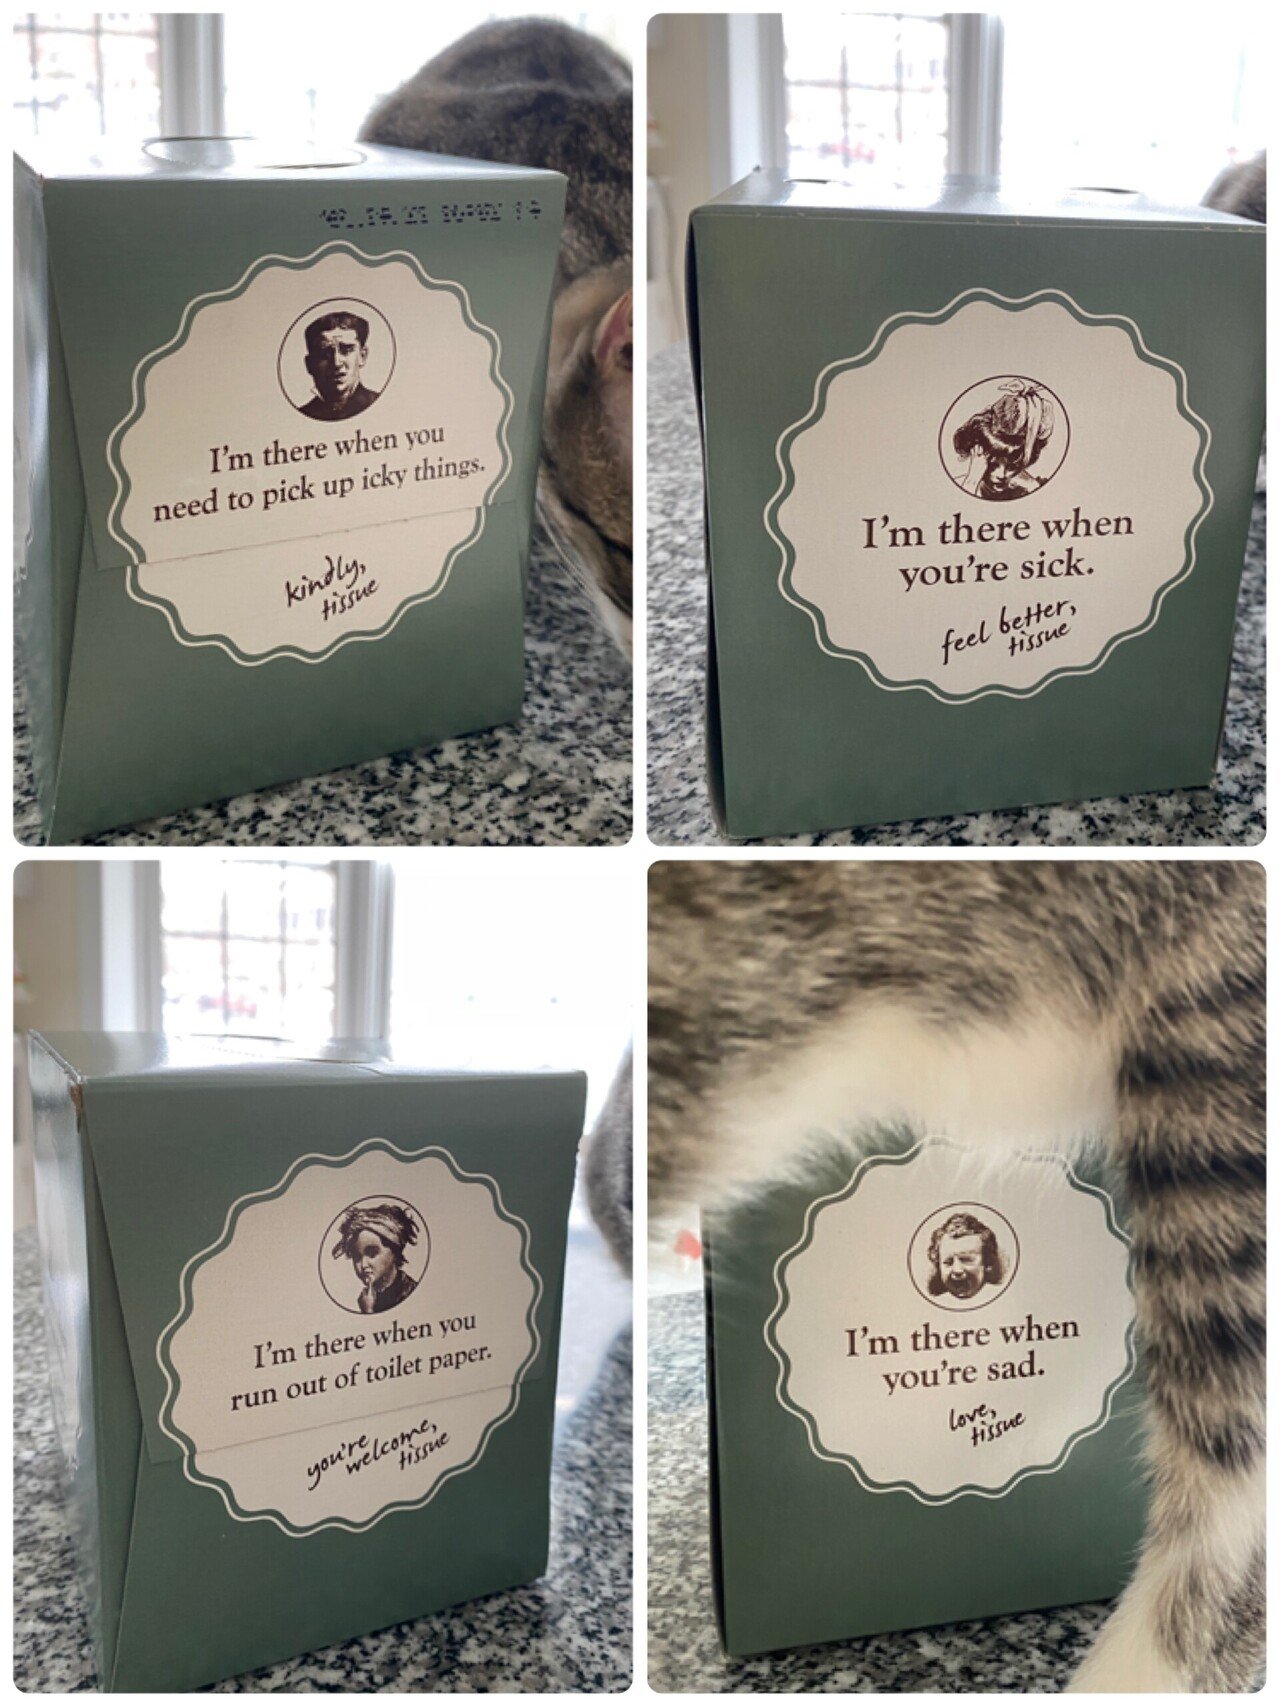 I'm there when you
need to pick up icky things.
kindly,
tissue
I'm there when
you're sick.
feel better,
tissue
I'm there when you
run out of toilet paper.
you're
welcome,
tissue
I'm there when
you're sad.
love,
tissue